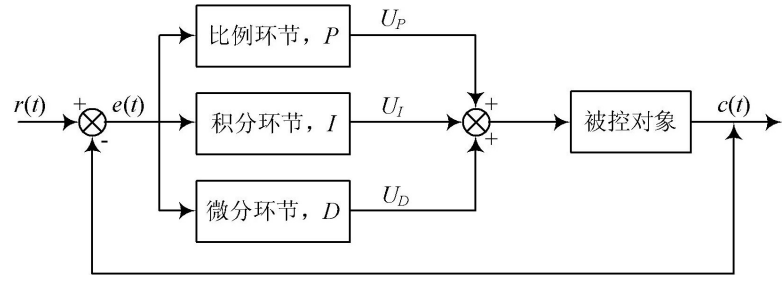 比例环节，P
U_P
r(t)
+
e(t)
-
积分环节，I
U_I
+
+
被控对象
c(t)
微分环节，D
U_D